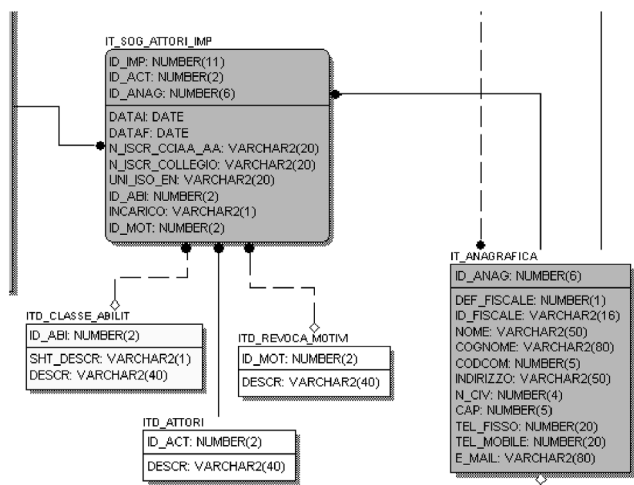 IT_SOG_ATTORI_IMP
ID_IMP: NUMBER(11)
ID_ACT: NUMBER(2)
ID_ANAG: NUMBER(6)
DATAI: DATE
DATAF: DATE
N_ISCR_CCIAA_AA: VARCHAR2(20)
N_ISCR_COLLEGIO: VARCHAR2(20)
UNI_ISO_EN: VARCHAR2(20)
ID_ABI: NUMBER(2)
INCARICO: VARCHAR2(1)
ID_MOT: NUMBER(2)
IT_ANAGRAFICA
ID_ANAG: NUMBER(6)
DEF_FISCALE: NUMBER(1)
ID_FISCALE: VARCHAR2(16)
NOME: VARCHAR2(50)
COGNOME: VARCHAR2(80)
CODCOM: NUMBER(5)
INDIRIZZO: VARCHAR2(50)
N_CIV: NUMBER(4)
CAP: NUMBER(5)
TEL_FISSO: NUMBER(20)
TEL_MOBILE: NUMBER(20)
E_MAIL: VARCHAR2(80)
ITD_CLASSE_ABILIT
ID_ABI: NUMBER(2)
SHT_DESCR: VARCHAR2(1)
DESCR: VARCHAR2(40)
ITD_REVOCA_MOTIVI
ID_MOT: NUMBER(2)
DESCR: VARCHAR2(40)
ITD_ATTORI
ID_ACT: NUMBER(2)
DESCR: VARCHAR2(40)